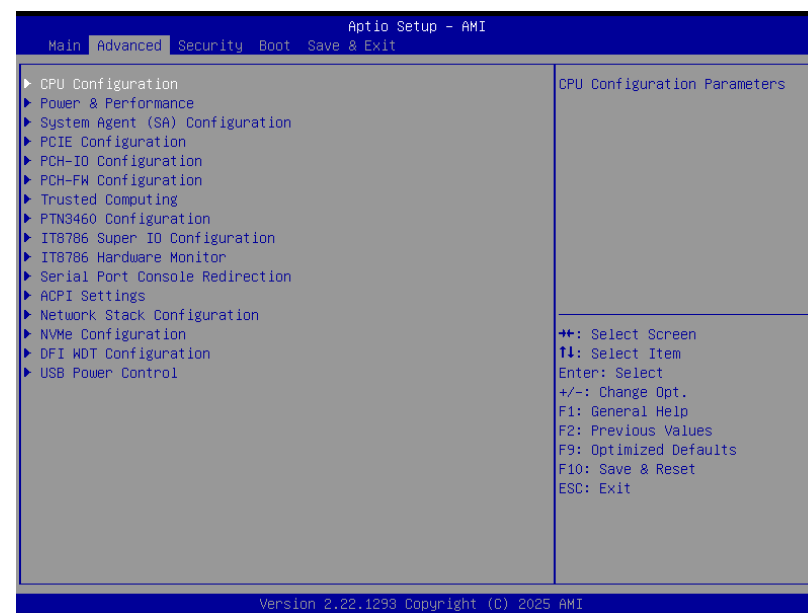 Aptio Setup – AMI
Main Advanced Security Boot Save & Exit
CPU Configuration
Power & Performance
System Agent (SA) Configuration
PCIE Configuration
PCH-IO Configuration
PCH-FW Configuration
Trusted Computing
PTN3460 Configuration
IT8786 Super IO Configuration
IT8786 Hardware Monitor
Serial Port Console Redirection
ACPI Settings
Network Stack Configuration
NVMe Configuration
DFI WDT Configuration
USB Power Control
CPU Configuration Parameters
→←: Select Screen
↑↓: Select Item
Enter: Select
+/-: Change Opt.
F1: General Help
F2: Previous Values
F9: Optimized Defaults
F10: Save & Reset
ESC: Exit
Version 2.22.1293 Copyright (C) 2025 AMI